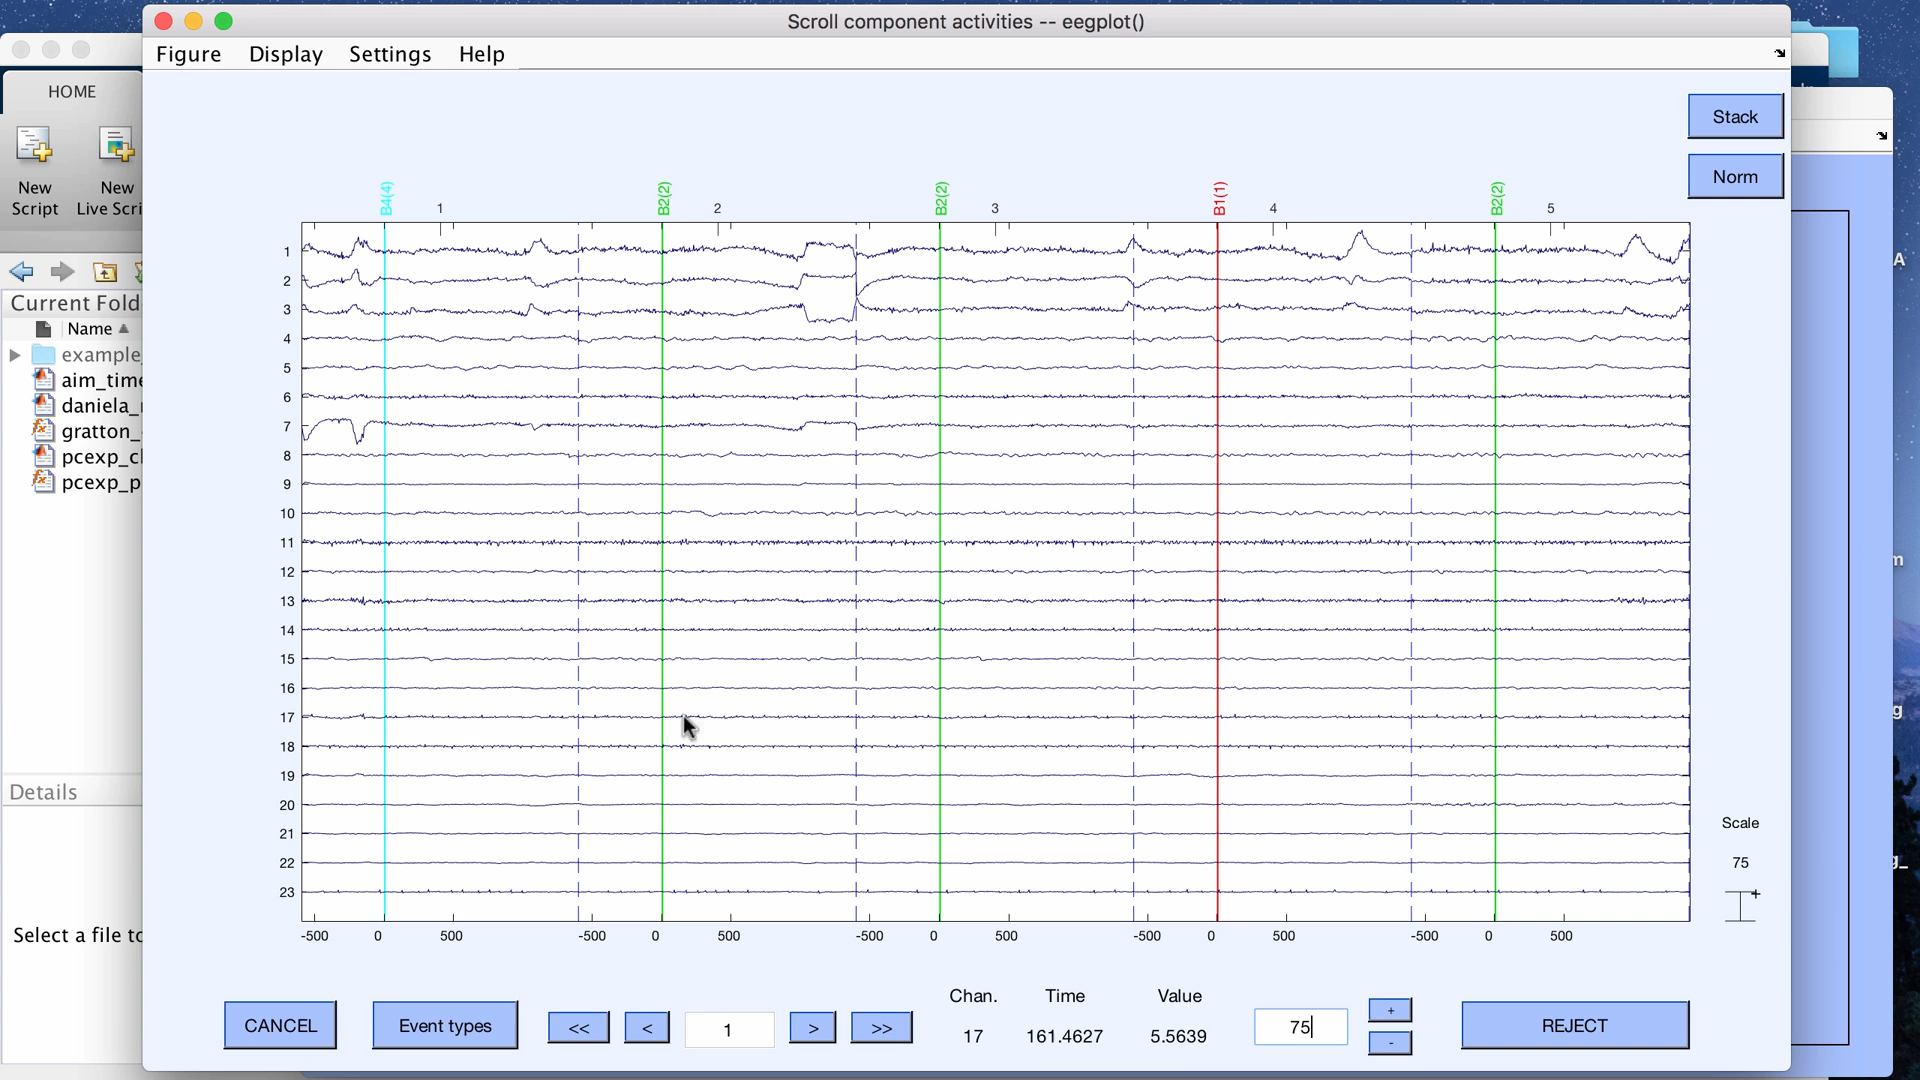 Scroll component activities -- eegplot()
Figure Display Settings Help
HOME
New Script
New Live Scri
Current Fold
Name
example_
aim_time
daniela_
gratton_
pcexp_cl
pcexp_p
Details
Select a file to
Stack
Norm
B4(4) B2(2) B2(2) B1(1) B2(2)
1 2 3 4 5
1
2
3
4
5
6
7
8
9
10
11
12
13
14
15
16
17
18
19
20
21
22
23
-500 0 500 -500 0 500 -500 0 500 -500 0 500 -500 0 500
Scale
75
+
Chan. Time Value
17 161.4627 5.5639
CANCEL Event types << < 1 > >> 75 + - REJECT
A
m
g
g_